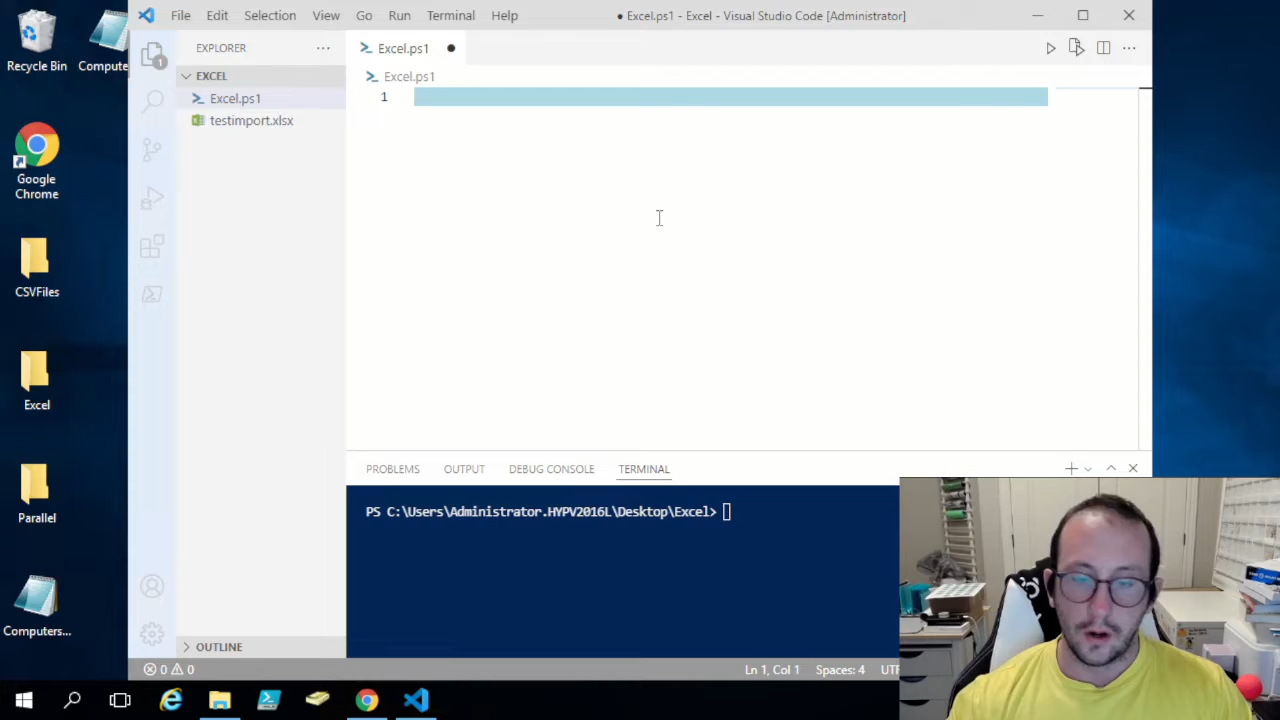 Recycle Bin
Compute
Google
Chrome
CSVFiles
Excel
Parallel
Computers...
File Edit Selection View Go Run Terminal Help
● Excel.ps1 - Excel - Visual Studio Code [Administrator]
EXPLORER
EXCEL
Excel.ps1
testimport.xlsx
OUTLINE
Excel.ps1
Excel.ps1
1
1
PROBLEMS OUTPUT DEBUG CONSOLE TERMINAL
PS C:\Users\Administrator.HYPV2016L\Desktop\Excel>
0 0
Ln 1, Col 1 Spaces: 4 UTF